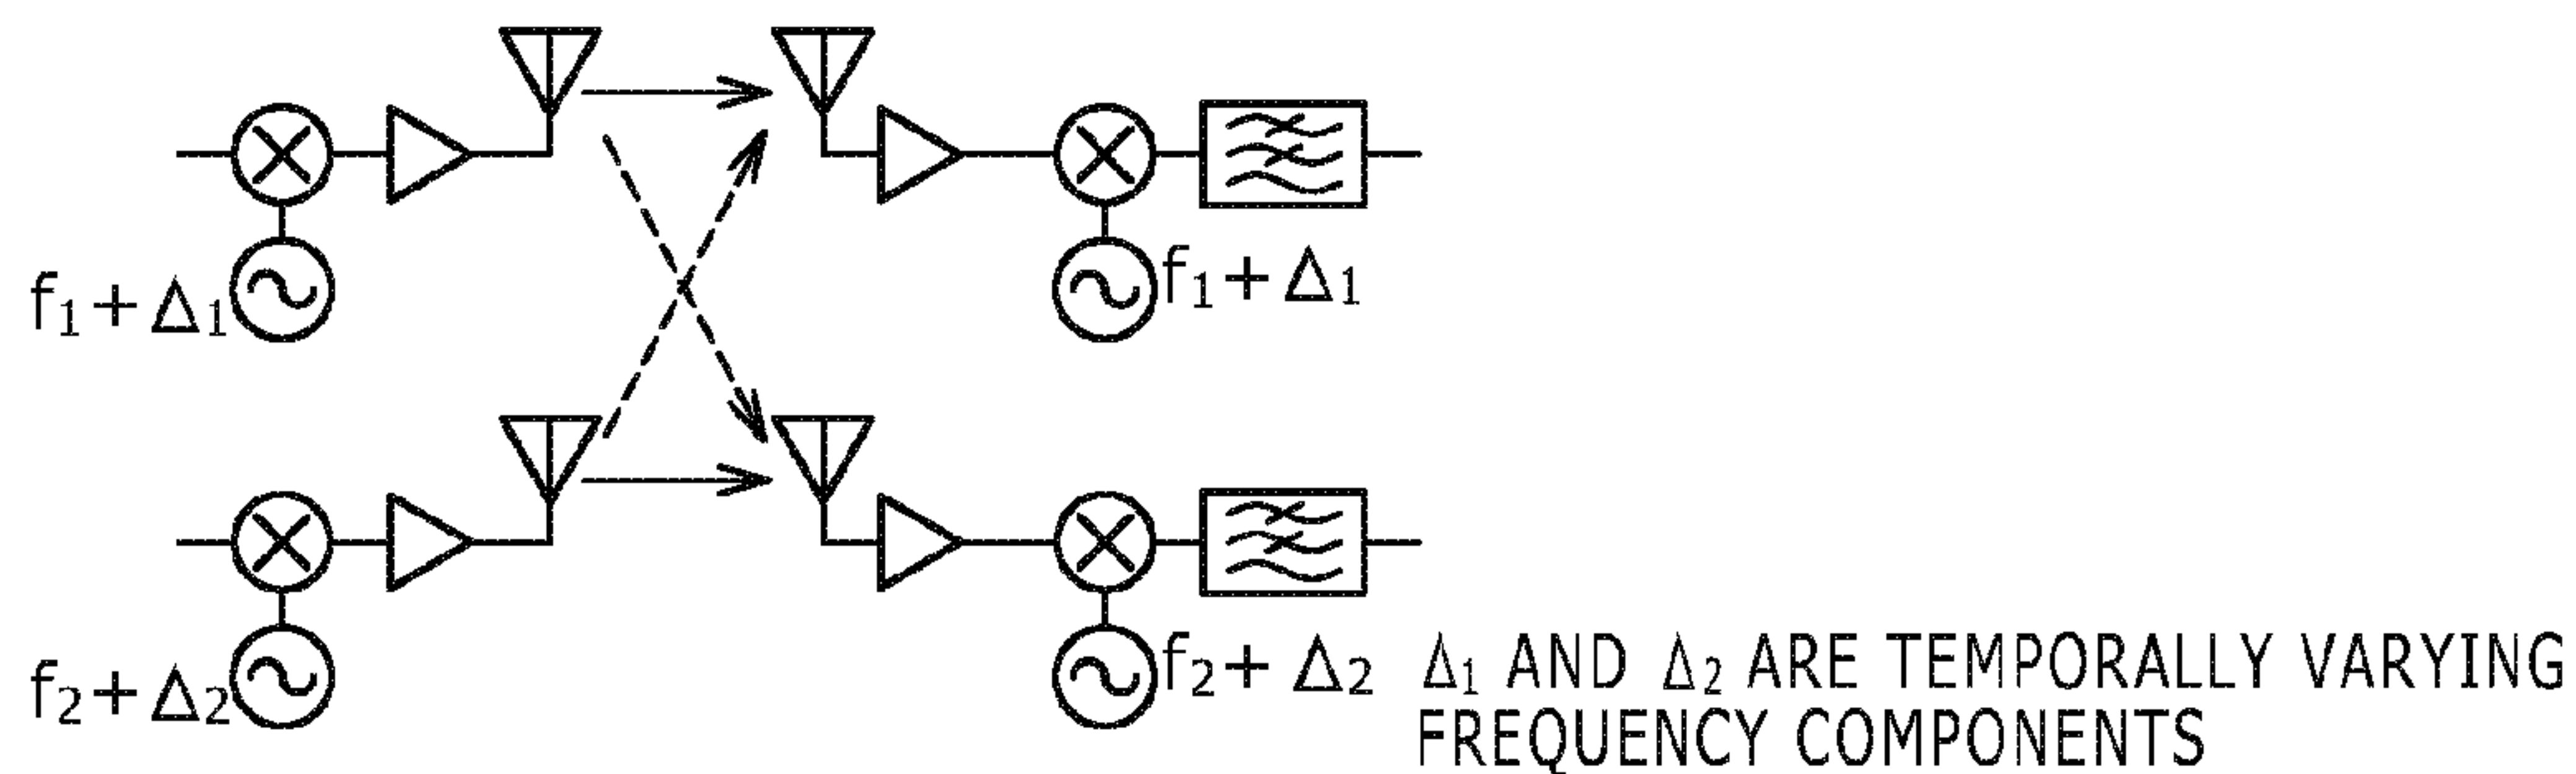 f₁+Δ₁
f₁+Δ₁
f₂+Δ₂
f₂+Δ₂
Δ₁ AND Δ₂ ARE TEMPORALLY VARYING
FREQUENCY COMPONENTS